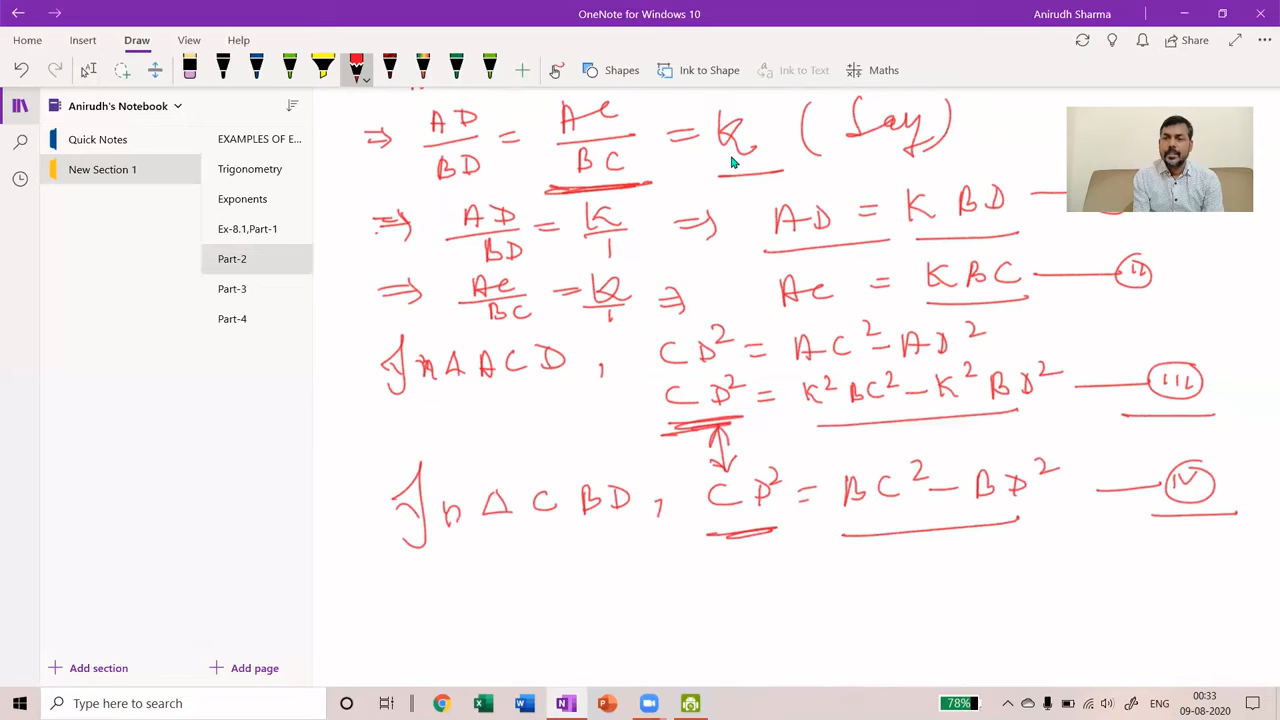 OneNote for Windows 10
Anirudh Sharma
Home Insert Draw View Help
Share
Shapes Ink to Shape Ink to Text Maths
Anirudh's Notebook
Quick Notes
New Section 1
EXAMPLES OF E...
Trigonometry
Exponents
Ex-8.1,Part-1
Part-2
Part-3
Part-4
⇒ AD/BD = AC/BC = K (Say)
⇒ AD/BD = K/1 ⇒ AD = K BD
⇒ AC/BC = K/1 ⇒ AC = K BC — (ii)
In Δ ACD, CD² = AC² − AD²
CD² = K² BC² − K² BD² — (iii)
In Δ CBD, CD² = BC² − BD² — (iv)
Add section
Add page
Type here to search
78%
ENG
00:33
09-08-2020